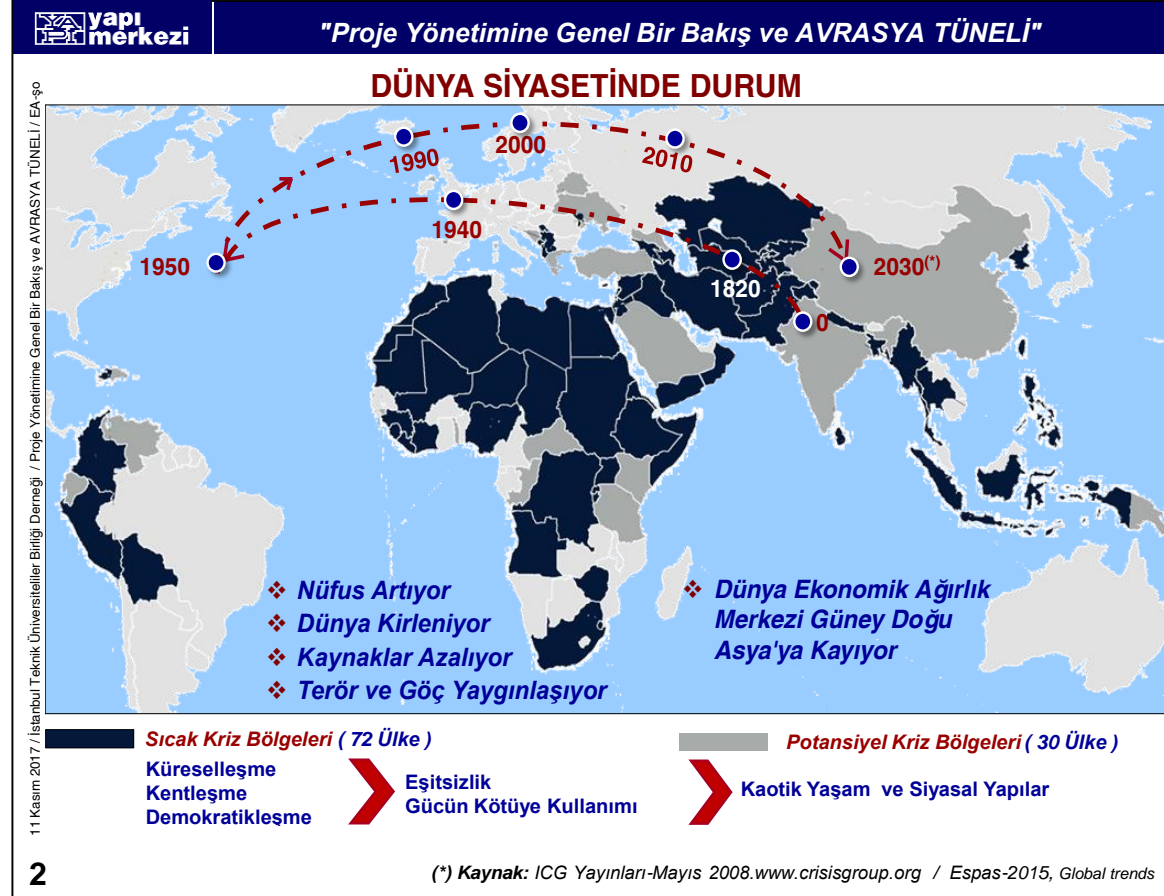 yapı
merkezi
"Proje Yönetimine Genel Bir Bakış ve AVRASYA TÜNELİ"
DÜNYA SİYASETİNDE DURUM
11 Kasım 2017 / İstanbul Teknik Üniversiteliler Birliği Derneği / Proje Yönetimine Genel Bir Bakış ve AVRASYA TÜNELİ / EA-şo
1990
2000
2010
1940
1950
1820
2030(*)
0
❖ Nüfus Artıyor
❖ Dünya Kirleniyor
❖ Kaynaklar Azalıyor
❖ Terör ve Göç Yaygınlaşıyor
❖ Dünya Ekonomik Ağırlık
Merkezi Güney Doğu
Asya'ya Kayıyor
Sıcak Kriz Bölgeleri ( 72 Ülke )
Potansiyel Kriz Bölgeleri ( 30 Ülke )
Küreselleşme
Kentleşme
Demokratikleşme
Eşitsizlik
Gücün Kötüye Kullanımı
Kaotik Yaşam ve Siyasal Yapılar
2
(*) Kaynak: ICG Yayınları-Mayıs 2008.www.crisisgroup.org / Espas-2015, Global trends